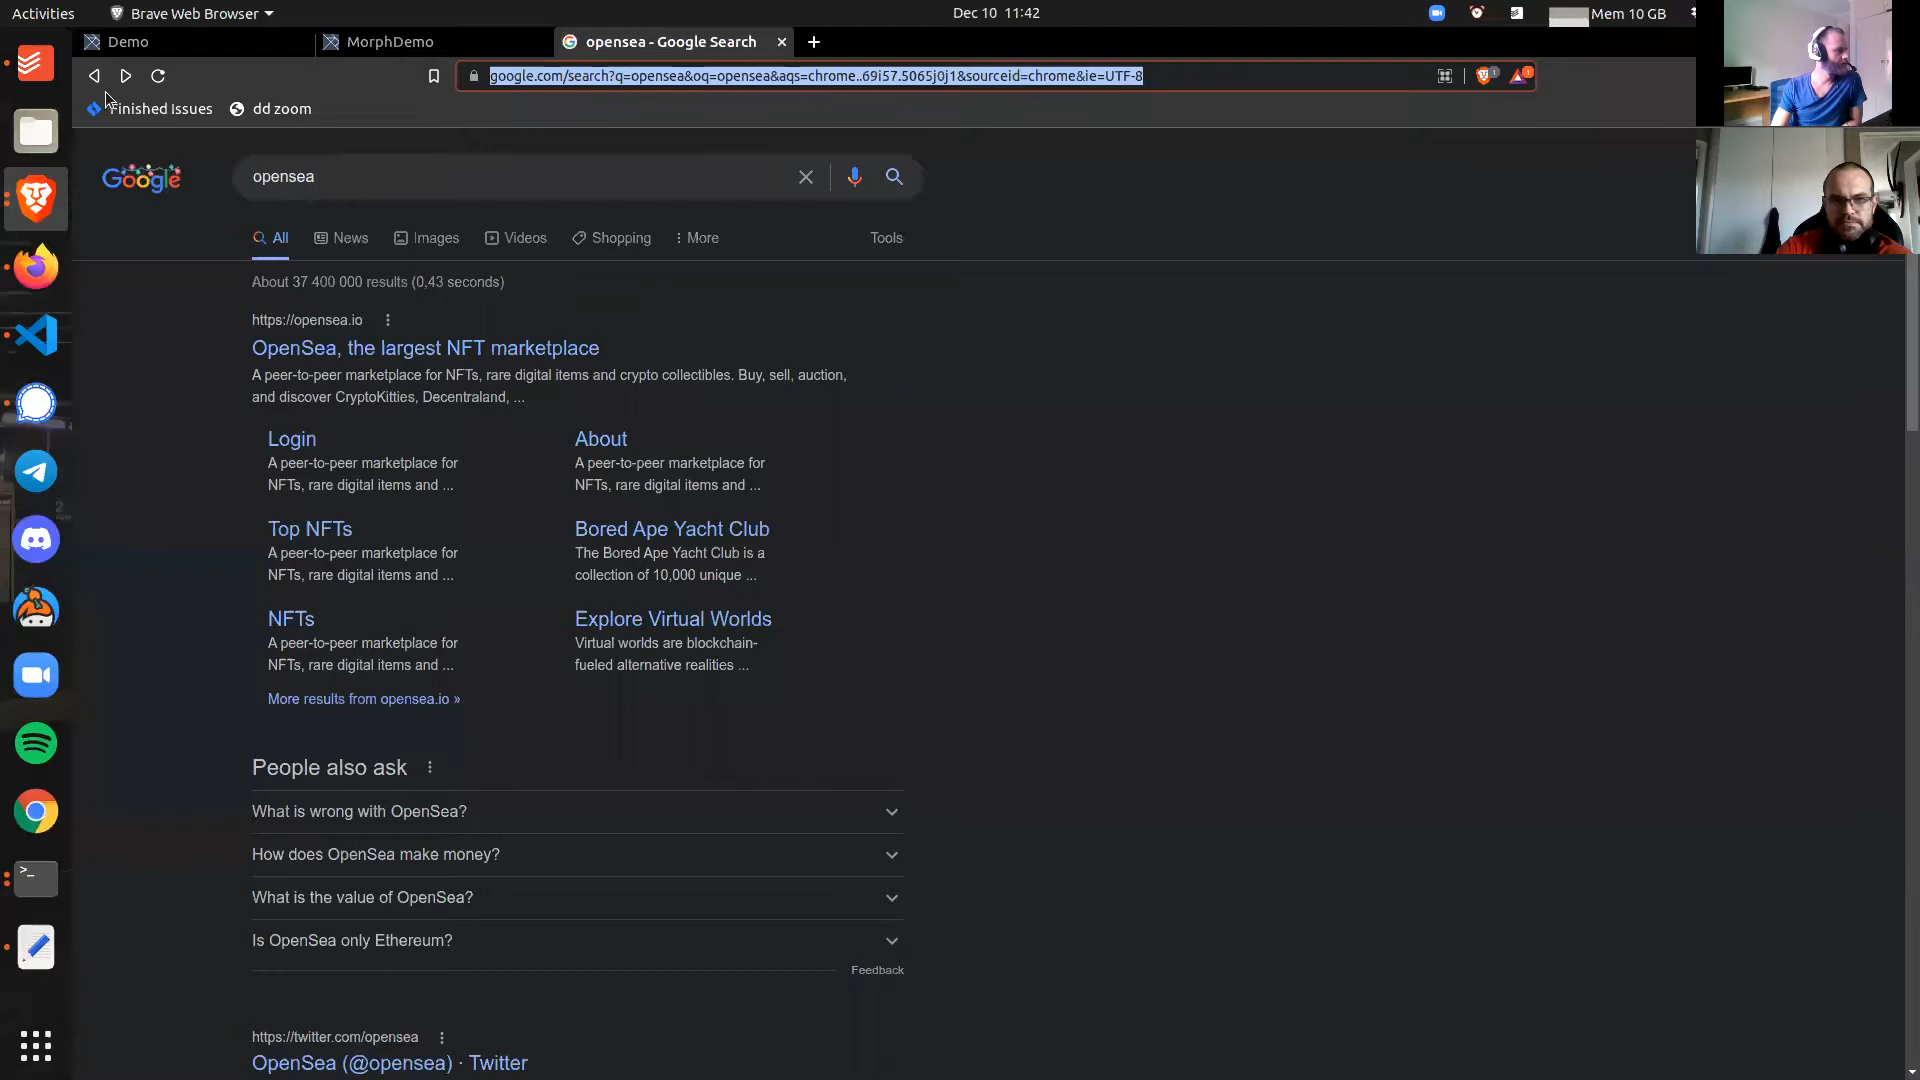 Activities
Brave Web Browser
Dec 10 11:42
Mem 10 GB
Demo
MorphDemo
opensea - Google Search
google.com/search?q=opensea&oq=opensea&aqs=chrome..69i57.5065j0j1&sourceid=chrome&ie=UTF-8
1
1
Finished Issues
dd zoom
Google
opensea
All
News
Images
Videos
Shopping
More
Tools
About 37 400 000 results (0,43 seconds)
https://opensea.io
OpenSea, the largest NFT marketplace
A peer-to-peer marketplace for NFTs, rare digital items and crypto collectibles. Buy, sell, auction,
and discover CryptoKitties, Decentraland, ...
Login
A peer-to-peer marketplace for
NFTs, rare digital items and ...
About
A peer-to-peer marketplace for
NFTs, rare digital items and ...
Top NFTs
A peer-to-peer marketplace for
NFTs, rare digital items and ...
Bored Ape Yacht Club
The Bored Ape Yacht Club is a
collection of 10,000 unique ...
NFTs
A peer-to-peer marketplace for
NFTs, rare digital items and ...
Explore Virtual Worlds
Virtual worlds are blockchain-
fueled alternative realities ...
More results from opensea.io »
People also ask
What is wrong with OpenSea?
How does OpenSea make money?
What is the value of OpenSea?
Is OpenSea only Ethereum?
Feedback
https://twitter.com/opensea
OpenSea (@opensea) · Twitter